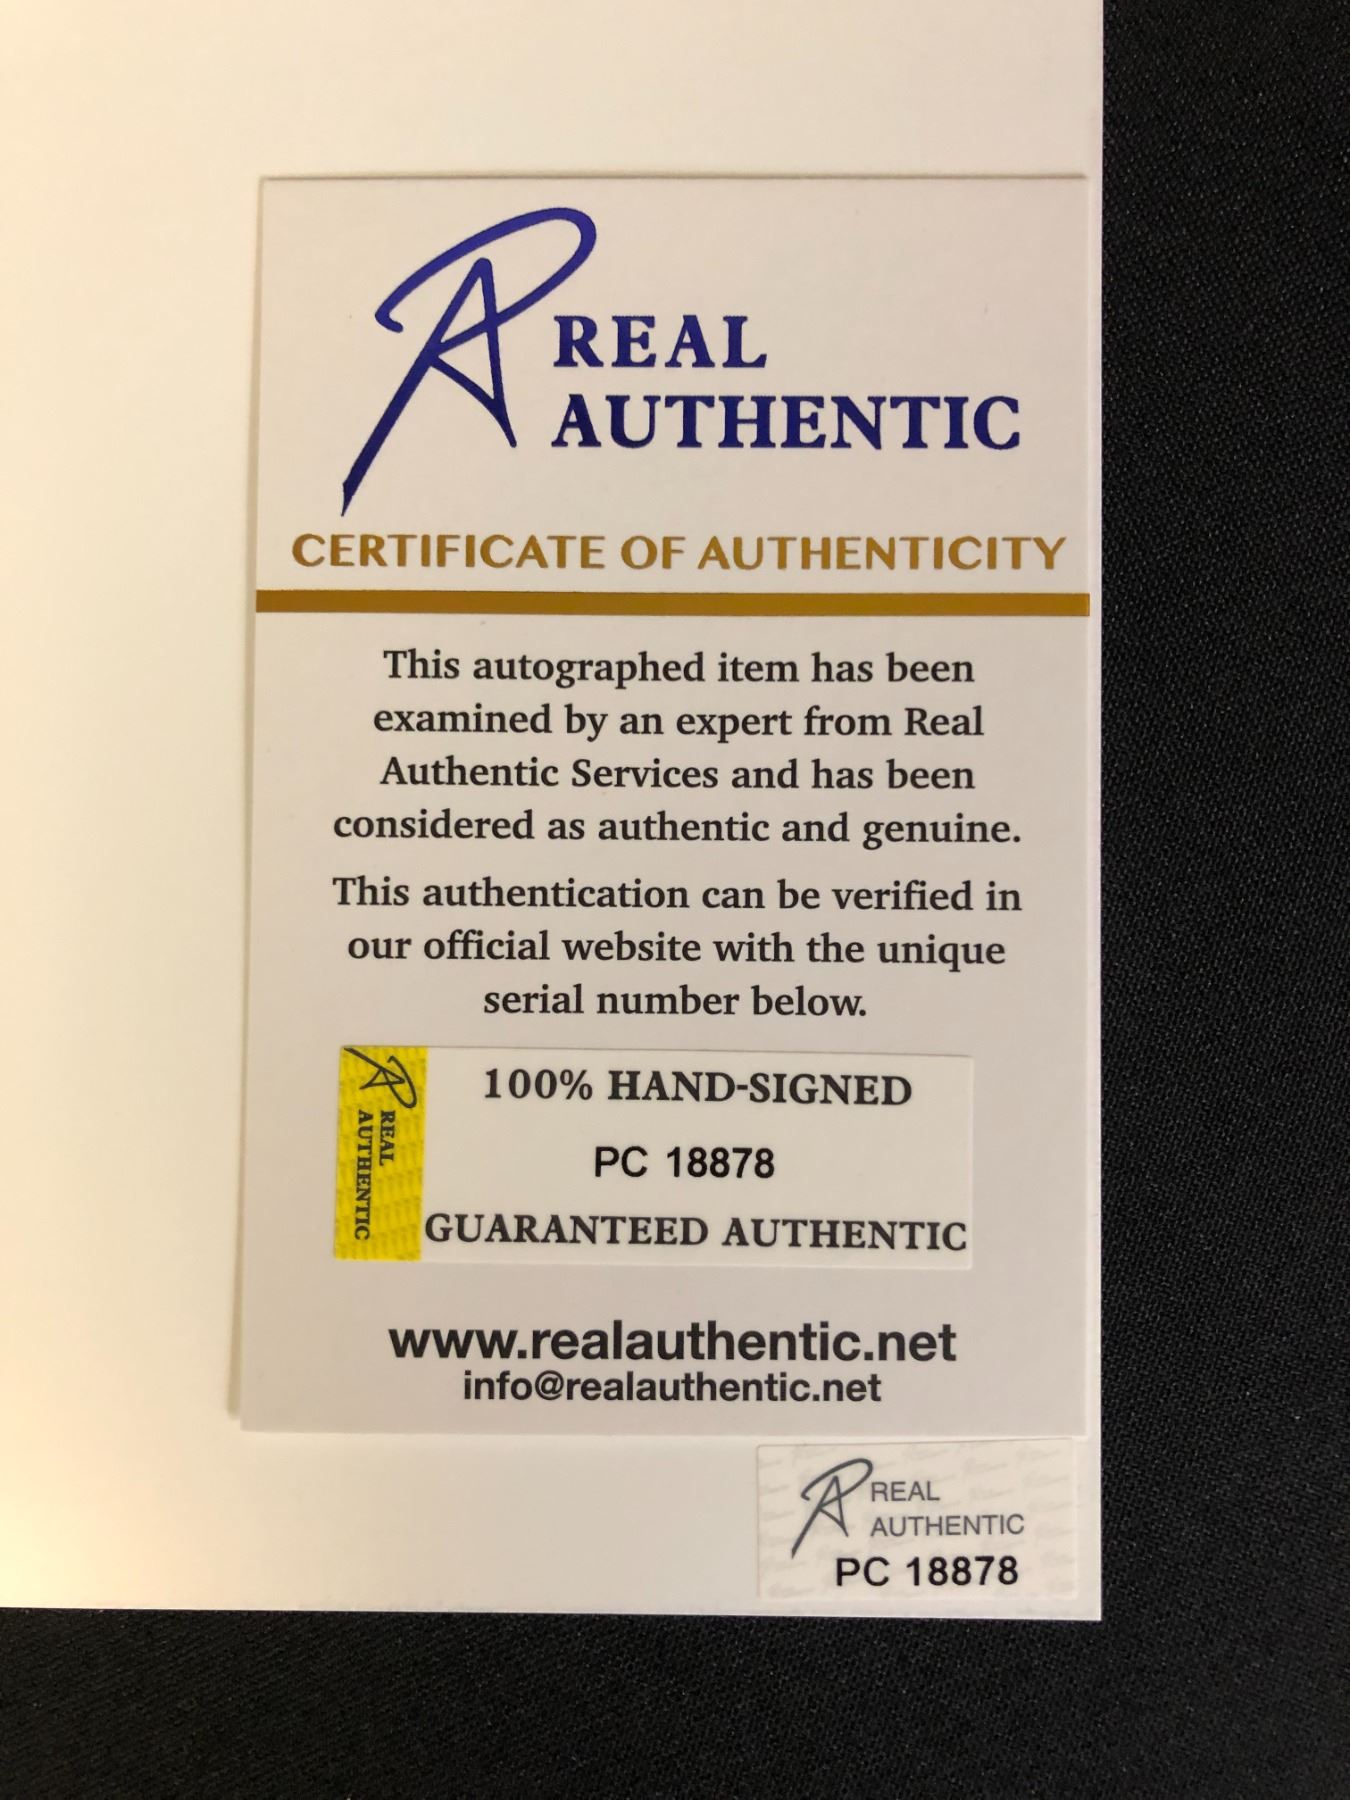 REAL
AUTHENTIC
CERTIFICATE OF AUTHENTICITY
This autographed item has been
examined by an expert from Real
Authentic Services and has been
considered as authentic and genuine.
This authentication can be verified in
our official website with the unique
serial number below.
REAL
AUTHENTIC
100% HAND-SIGNED
PC 18878
GUARANTEED AUTHENTIC
www.realauthentic.net
info@realauthentic.net
REAL
AUTHENTIC
PC 18878